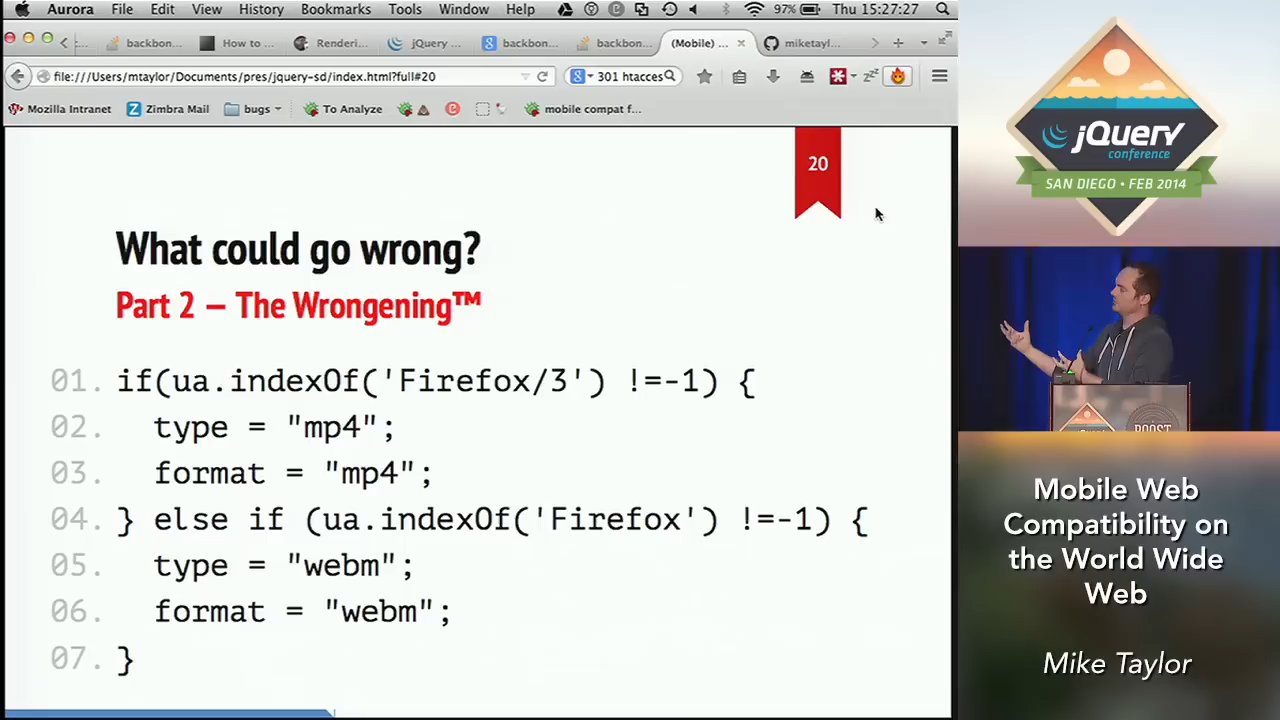 Aurora File Edit View History Bookmarks Tools Window Help 97% Thu 15:27:27
backbon... How to ... Renderi... jQuery ... backbon... backbon... (Mobile) ... miketayl...
file:///Users/mtaylor/Documents/pres/jquery-sd/index.html?full#20 301 htacces
Mozilla Intranet Zimbra Mail bugs To Analyze mobile compat f...
20
What could go wrong?
Part 2 — The Wrongening™
01. if(ua.indexOf('Firefox/3') !=-1) {
02. type = "mp4";
03. format = "mp4";
04. } else if (ua.indexOf('Firefox') !=-1) {
05. type = "webm";
06. format = "webm";
07. }
jQuery
conference
SAN DIEGO • FEB 2014
BOOST
Mobile Web
Compatibility on
the World Wide
Web
Mike Taylor